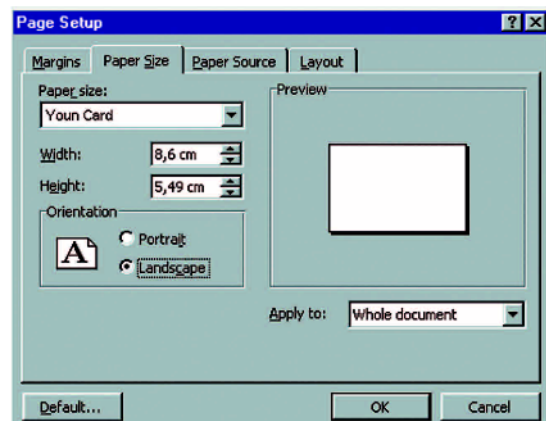 Page Setup
Margins Paper Size Paper Source Layout
Paper size:
Youn Card
Width: 8,6 cm
Height: 5,49 cm
Orientation
A
Portrait
Landscape
Preview
Apply to: Whole document
Default... OK Cancel